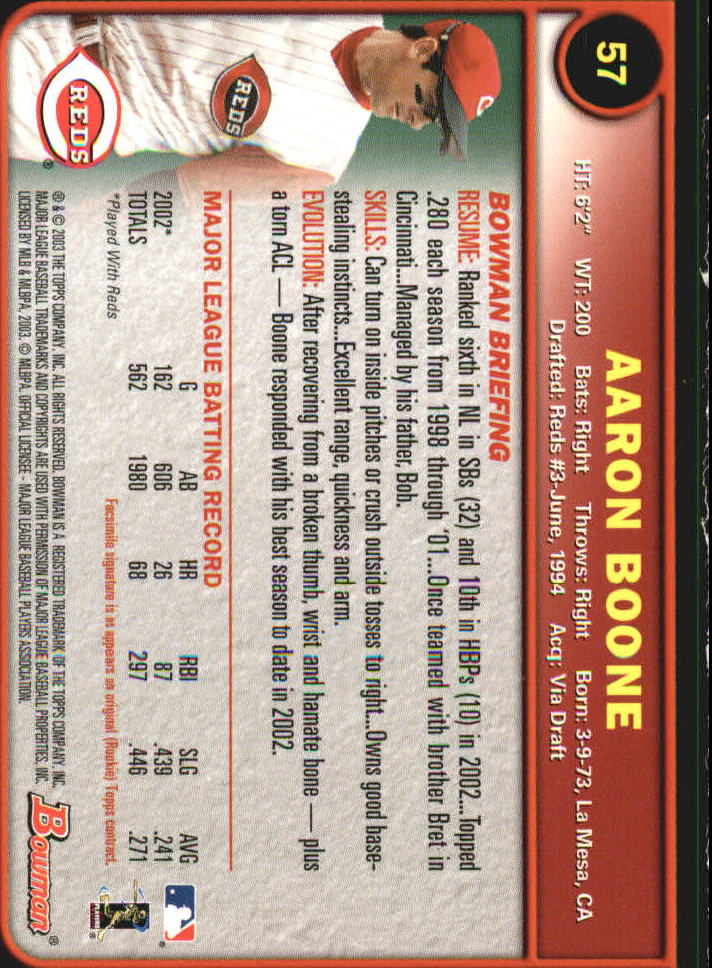 57
AARON BOONE
HT: 6'2" WT: 200 Bats: Right Throws: Right Born: 3-9-73, La Mesa, CA
Drafted: Reds #3-June, 1994 Acq: Via Draft
C
REDS
REDS
®
BOWMAN BRIEFING
RESUME: Ranked sixth in NL in SBs (32) and 10th in HBPs (10) in 2002...Topped
.280 each season from 1998 through '01...Once teamed with brother Bret in
Cincinnati...Managed by his father, Bob.
SKILLS: Can turn on inside pitches or crush outside tosses to right...Owns good base-
stealing instincts...Excellent range, quickness and arm.
EVOLUTION: After recovering from a broken thumb, wrist and hamate bone — plus
a torn ACL — Boone responded with his best season to date in 2002.
MAJOR LEAGUE BATTING RECORD
G AB HR RBI SLG AVG
2002* 162 606 26 87 .439 .241
TOTALS 562 1980 68 297 .446 .271
*Played With Reds
Facsimile signature is as appears on original (Rookie) Topps contract.
® & © 2003 THE TOPPS COMPANY, INC. ALL RIGHTS RESERVED. BOWMAN IS A REGISTERED TRADEMARK OF THE TOPPS COMPANY, INC.
MAJOR LEAGUE BASEBALL TRADEMARKS AND COPYRIGHTS ARE USED WITH PERMISSION OF MAJOR LEAGUE BASEBALL PROPERTIES, INC.
LICENSED BY MLB & MLBPA, 2003. © MLBPA, OFFICIAL LICENSEE - MAJOR LEAGUE BASEBALL PLAYERS ASSOCIATION.
Bowman®